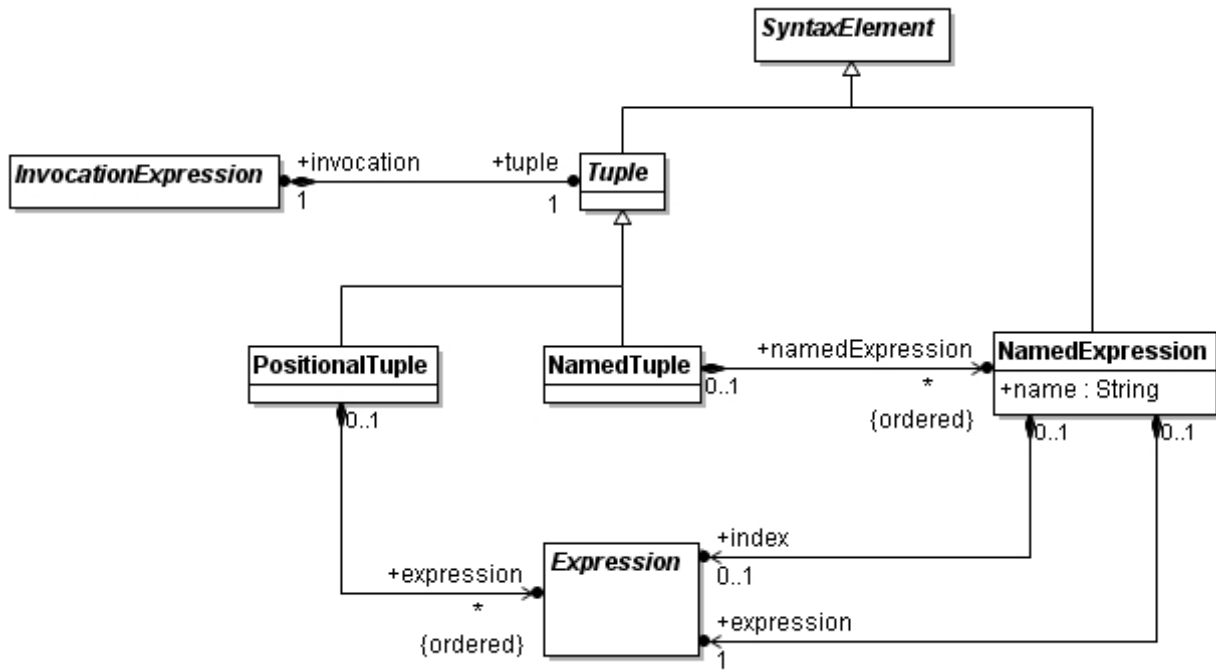 SyntaxElement
InvocationExpression
+invocation
1
+tuple
1
Tuple
PositionalTuple
0..1
NamedTuple
0..1
+namedExpression
*
{ordered}
NamedExpression
+name : String
0..1
0..1
+expression
*
{ordered}
Expression
+index
0..1
+expression
1